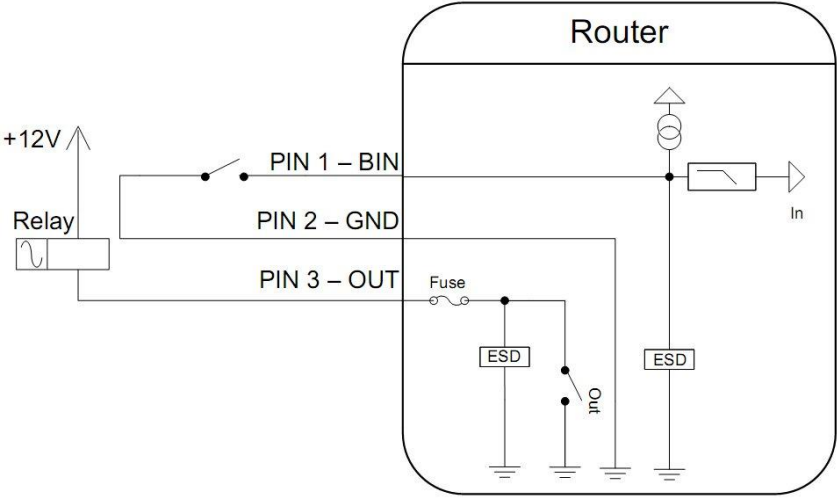 Router
+12V
PIN 1 – BIN
In
Relay
PIN 2 – GND
PIN 3 – OUT
Fuse
ESD
ESD
Out